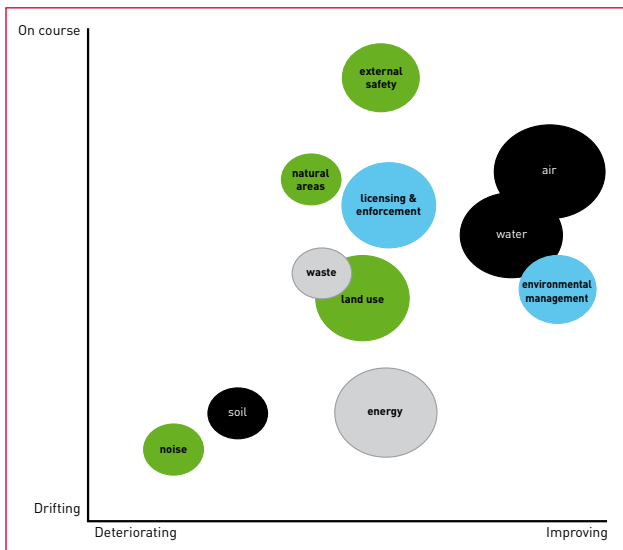 On course
external
safety
air
natural
areas
licensing &
enforcement
water
waste
environmental
management
land use
soil
energy
noise
Drifting
Deteriorating
Improving